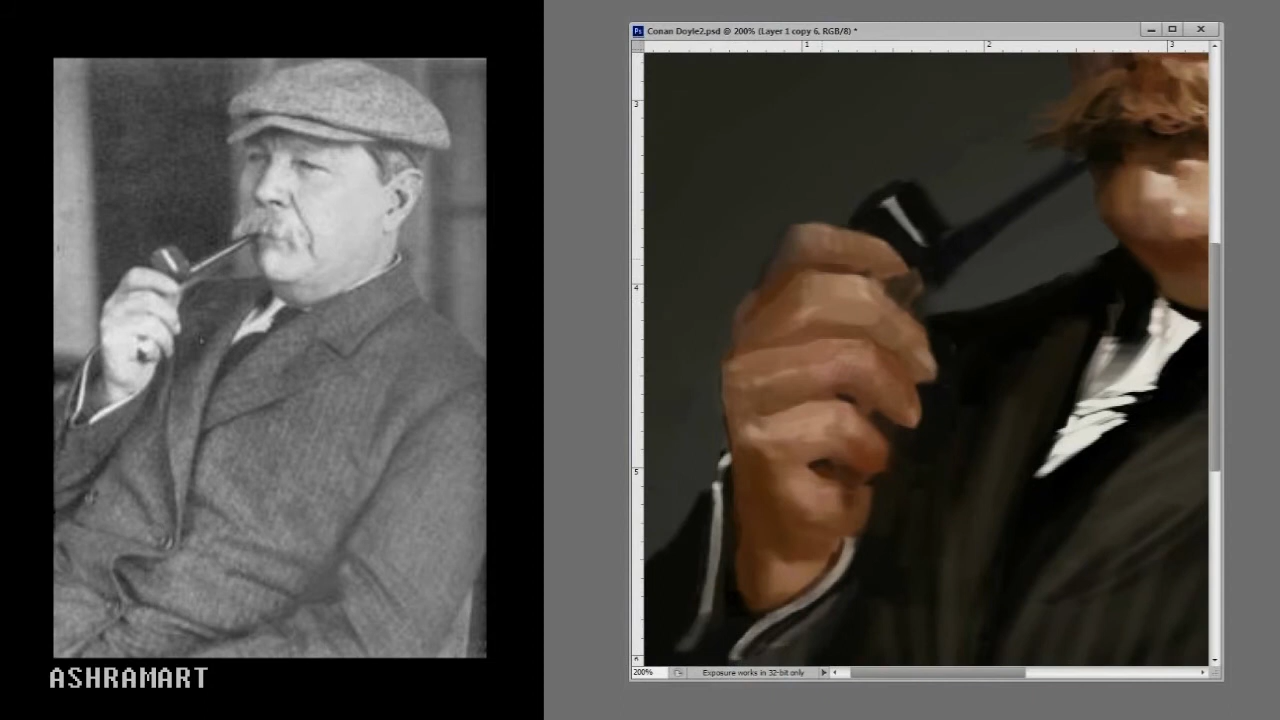 Ps Conan Doyle2.psd @ 200% (Layer 1 copy 6, RGB/8) *
1 2 3
3
4
5
200% Exposure works in 32-bit only
ASHRAMART